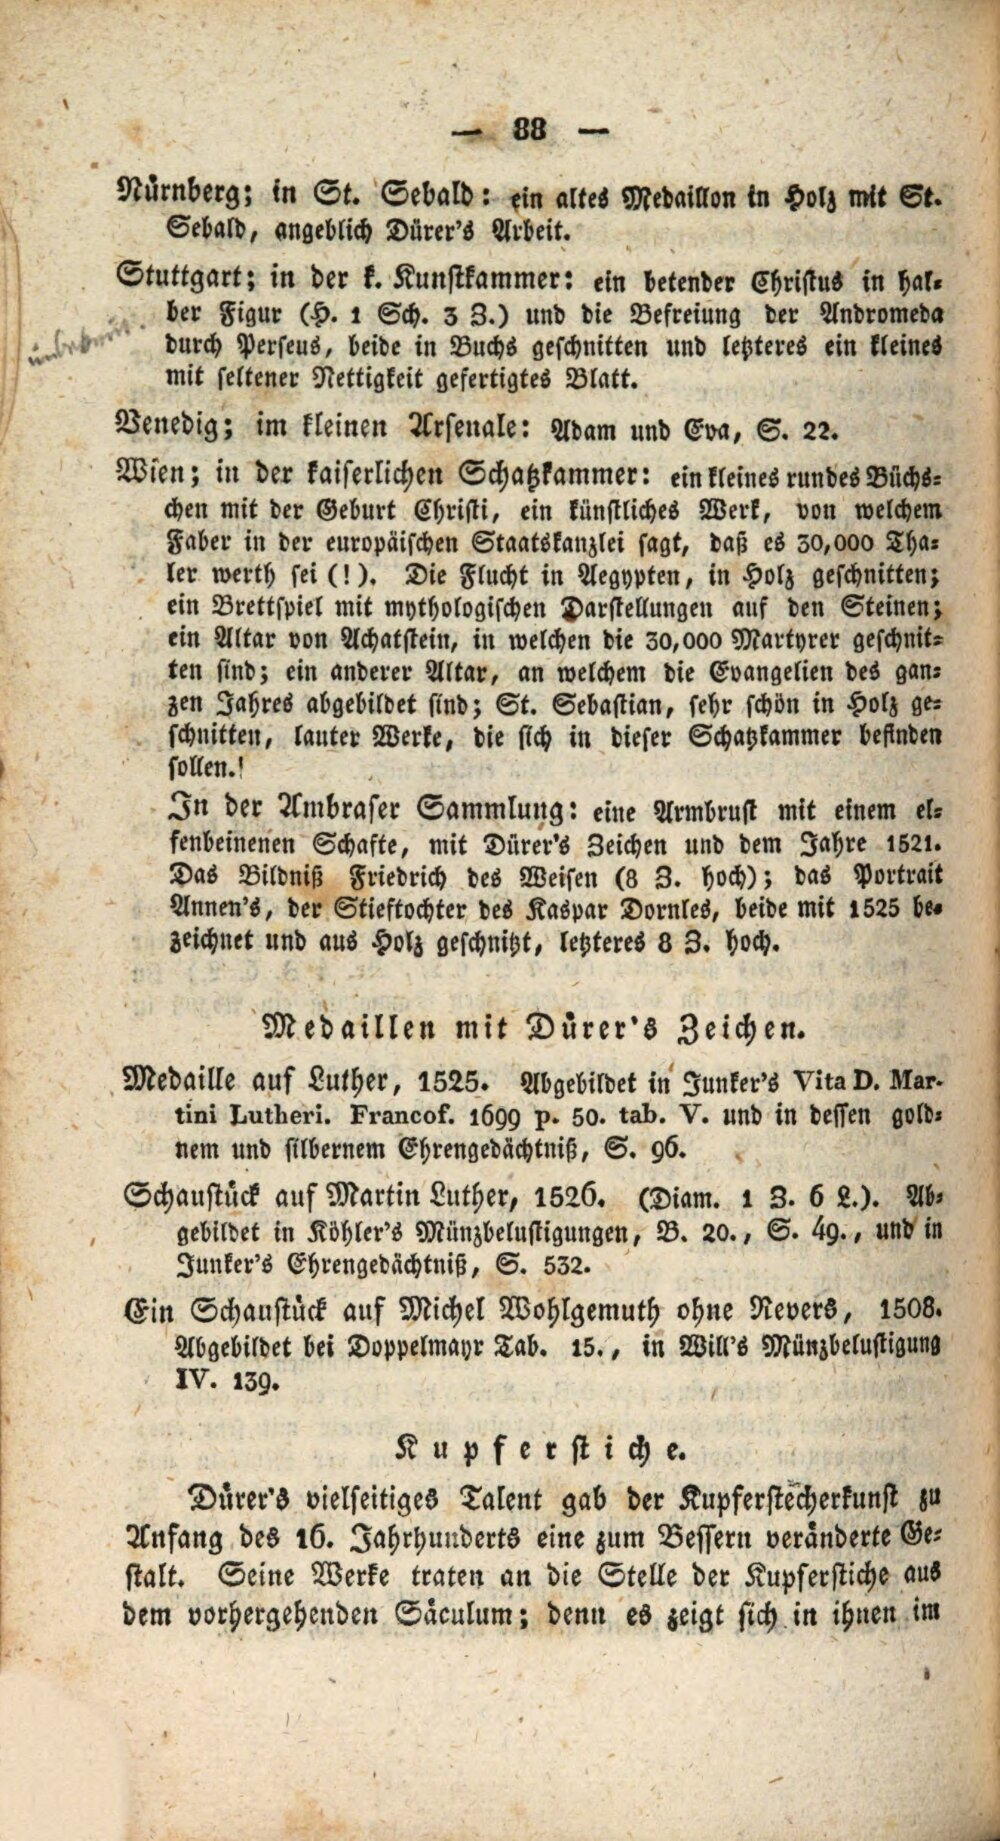 — 88 —
Nürnberg; in St. Sebald: ein altes Medaillon in Holz mit St.
Sebald, angeblich Dürer's Arbeit.
Stuttgart; in der k. Kunstkammer: ein betender Christus in hal-
ber Figur (H. 1 Sch. 3 Z.) und die Befreiung der Andromeda
durch Perseus, beide in Buchs geschnitten und letzteres ein kleines
mit seltener Nettigkeit gefertigtes Blatt.
Venedig; im kleinen Arsenale: Adam und Eva, S. 22.
Wien; in der kaiserlichen Schatzkammer: ein kleines rundes Büchs-
chen mit der Geburt Christi, ein künstliches Werk, von welchem
Faber in der europäischen Staatskanzlei sagt, daß es 30,000 Tha-
ler werth sei (!). Die Flucht in Aegypten, in Holz geschnitten;
ein Brettspiel mit mythologischen Darstellungen auf den Steinen;
ein Altar von Achatstein, in welchen die 30,000 Martyrer geschnit-
ten sind; ein anderer Altar, an welchem die Evangelien des gan-
zen Jahres abgebildet sind; St. Sebastian, sehr schön in Holz ge-
schnitten, lauter Werke, die sich in dieser Schatzkammer befinden
sollen.!
In der Ambraser Sammlung: eine Armbrust mit einem el-
fenbeinenen Schafte, mit Dürer's Zeichen und dem Jahre 1521.
Das Bildniß Friedrich des Weisen (8 Z. hoch); das Portrait
Annen's, der Stieftochter des Kaspar Dornles, beide mit 1525 be-
zeichnet und aus Holz geschnitzt, letzteres 8 Z. hoch.
Medaillen mit Dürer's Zeichen.
Medaille auf Luther, 1525. Abgebildet in Junker's Vita D. Mar-
tini Lutheri. Francof. 1699 p. 50. tab. V. und in dessen gold-
nem und silbernem Ehrengedächtniß, S. 96.
Schaustück auf Martin Luther, 1526. (Diam. 1 Z. 6 L.). Ab-
gebildet in Köhler's Münzbelustigungen, B. 20., S. 49., und in
Junker's Ehrengedächtniß, S. 532.
Ein Schaustück auf Michel Wohlgemuth ohne Revers, 1508.
Abgebildet bei Doppelmayr Tab. 15., in Will's Münzbelustigung
IV. 139.
Kupferstiche.
Dürer's vielseitiges Talent gab der Kupferstecherkunst zu
Anfang des 16. Jahrhunderts eine zum Bessern veränderte Ge-
stalt. Seine Werke traten an die Stelle der Kupferstiche aus
dem vorhergehenden Säculum; denn es zeigt sich in ihnen im